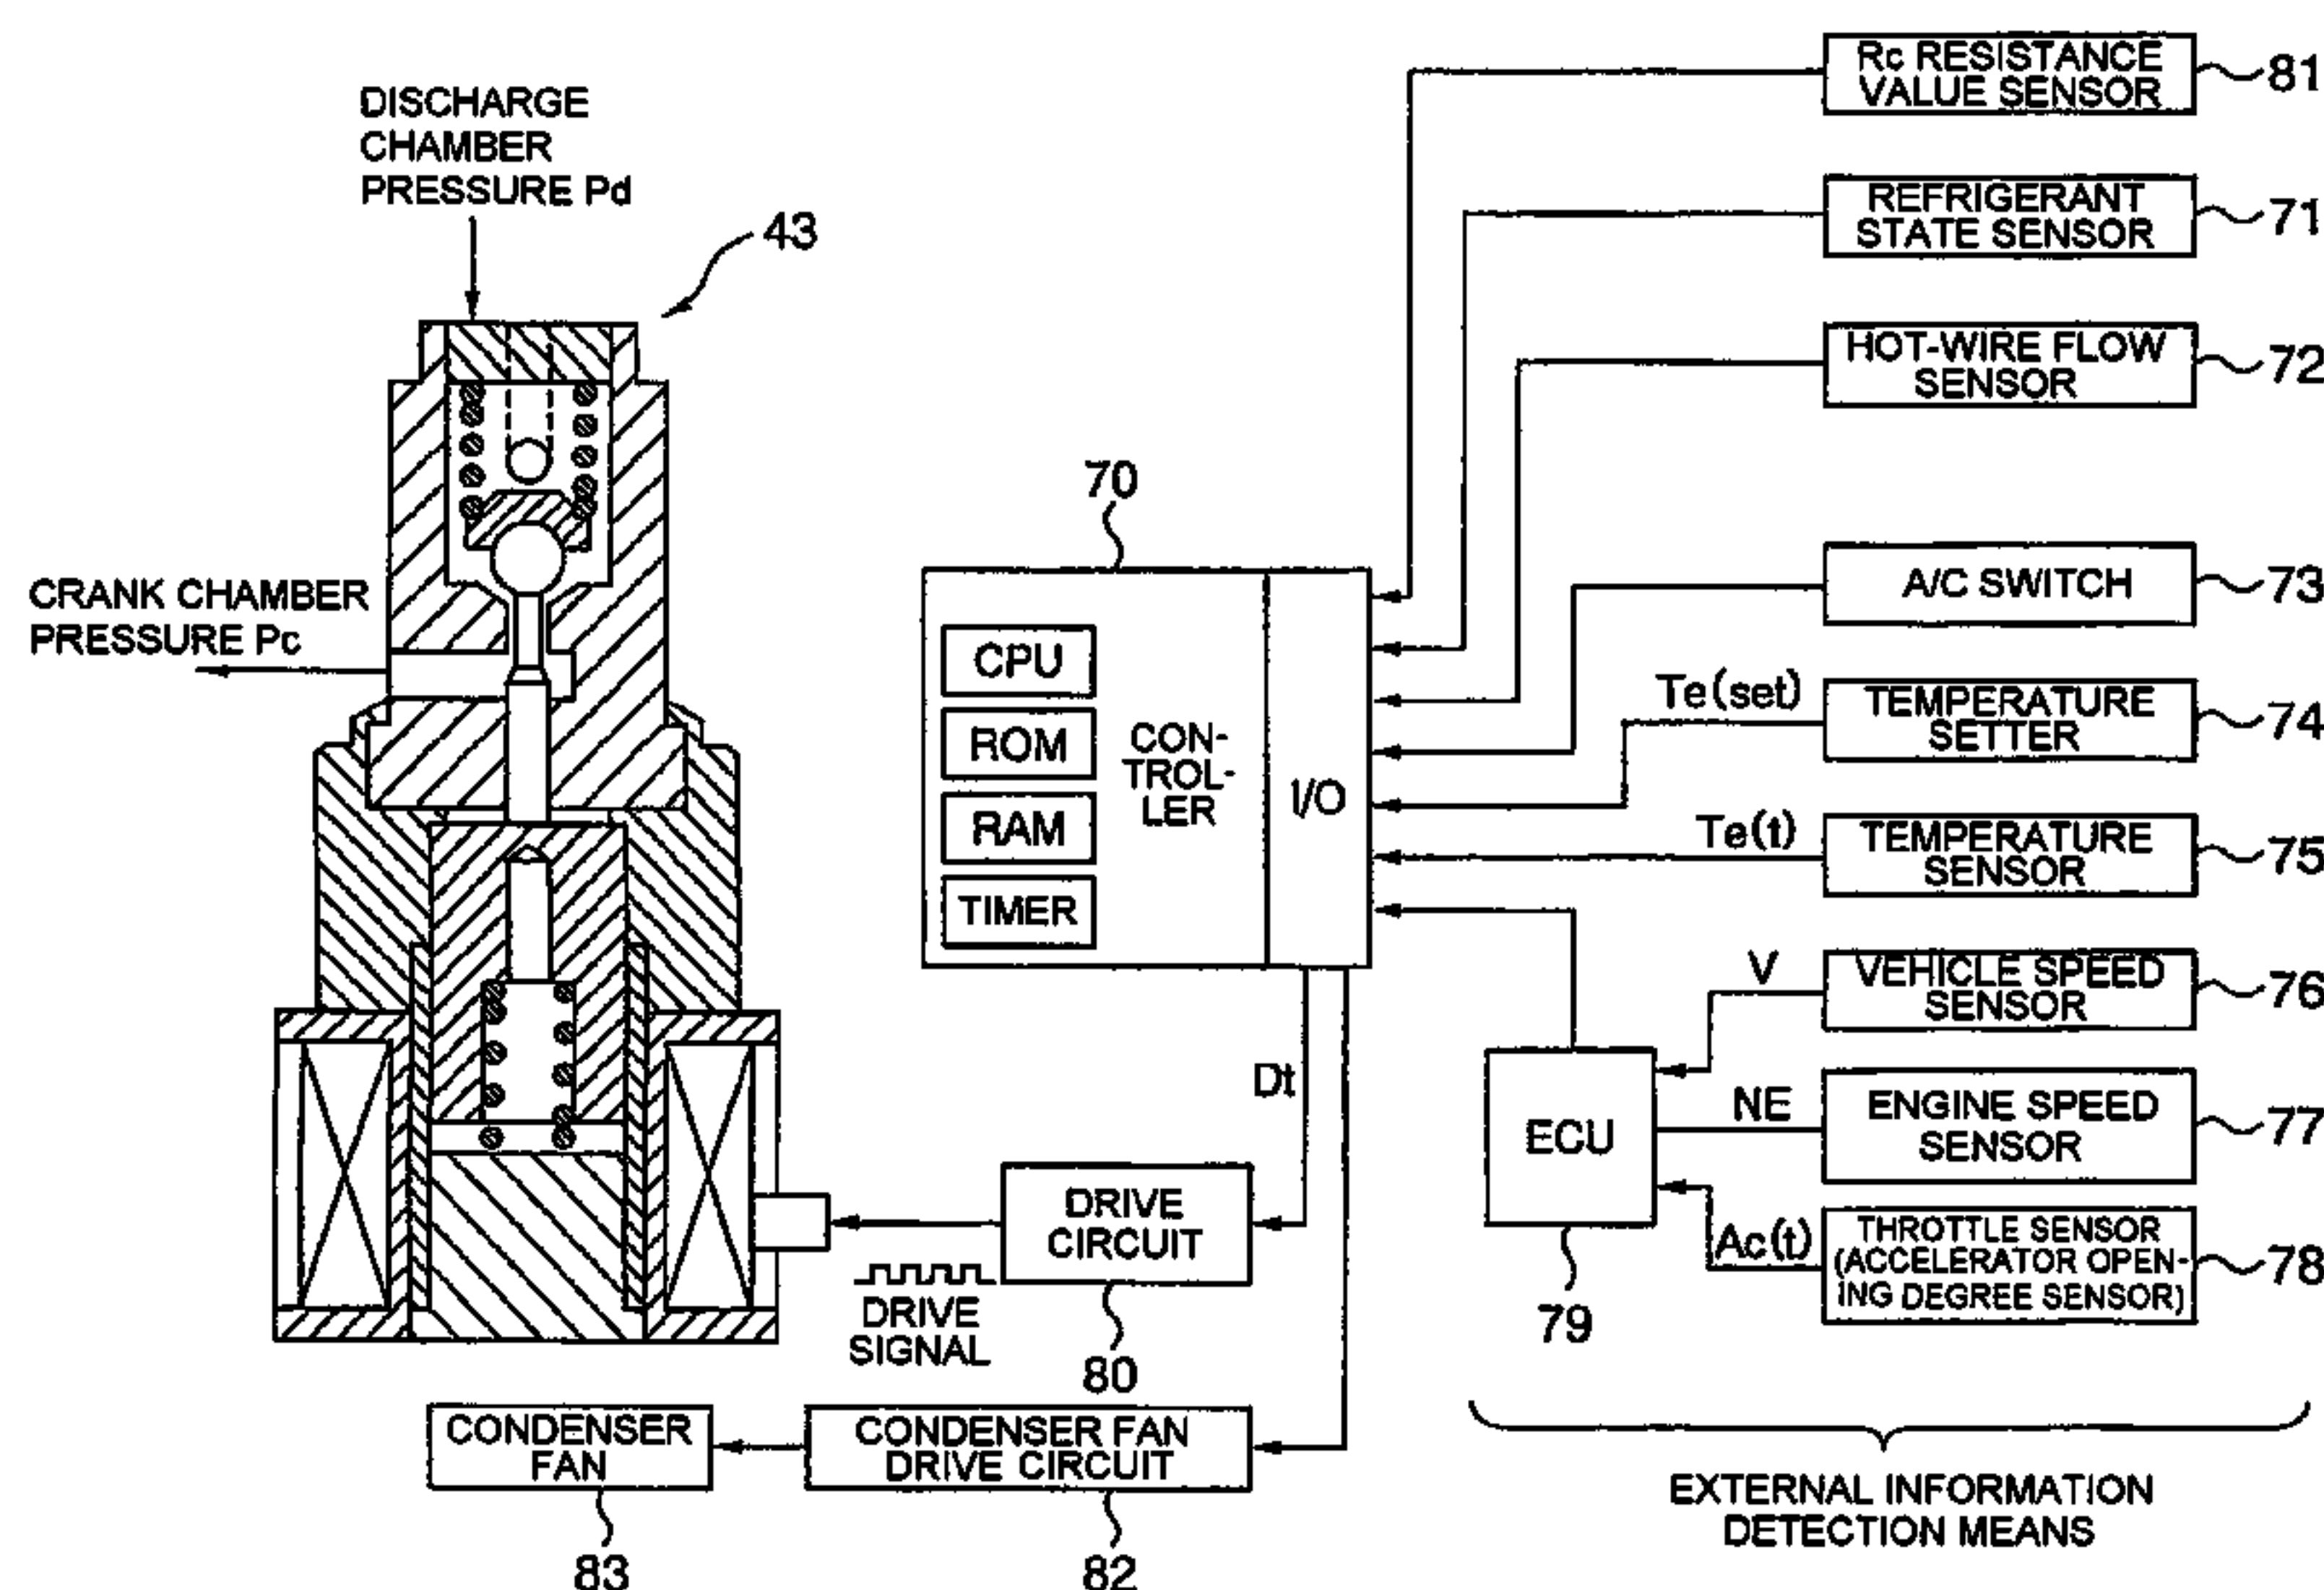 DISCHARGE
CHAMBER
PRESSURE Pd
43
CRANK CHAMBER
PRESSURE Pc
70
CPU
ROM
RAM
TIMER
CON-
TROL-
LER
I/O
Rc RESISTANCE
VALUE SENSOR
81
REFRIGERANT
STATE SENSOR
71
HOT-WIRE FLOW
SENSOR
72
A/C SWITCH
73
Te(set)
TEMPERATURE
SETTER
74
Te(t)
TEMPERATURE
SENSOR
75
V
VEHICLE SPEED
SENSOR
76
NE
ENGINE SPEED
SENSOR
77
Ac(t)
THROTTLE SENSOR
(ACCELERATOR OPEN-
ING DEGREE SENSOR)
78
ECU
79
Dt
DRIVE
CIRCUIT
80
DRIVE
SIGNAL
CONDENSER
FAN
83
CONDENSER FAN
DRIVE CIRCUIT
82
EXTERNAL INFORMATION
DETECTION MEANS